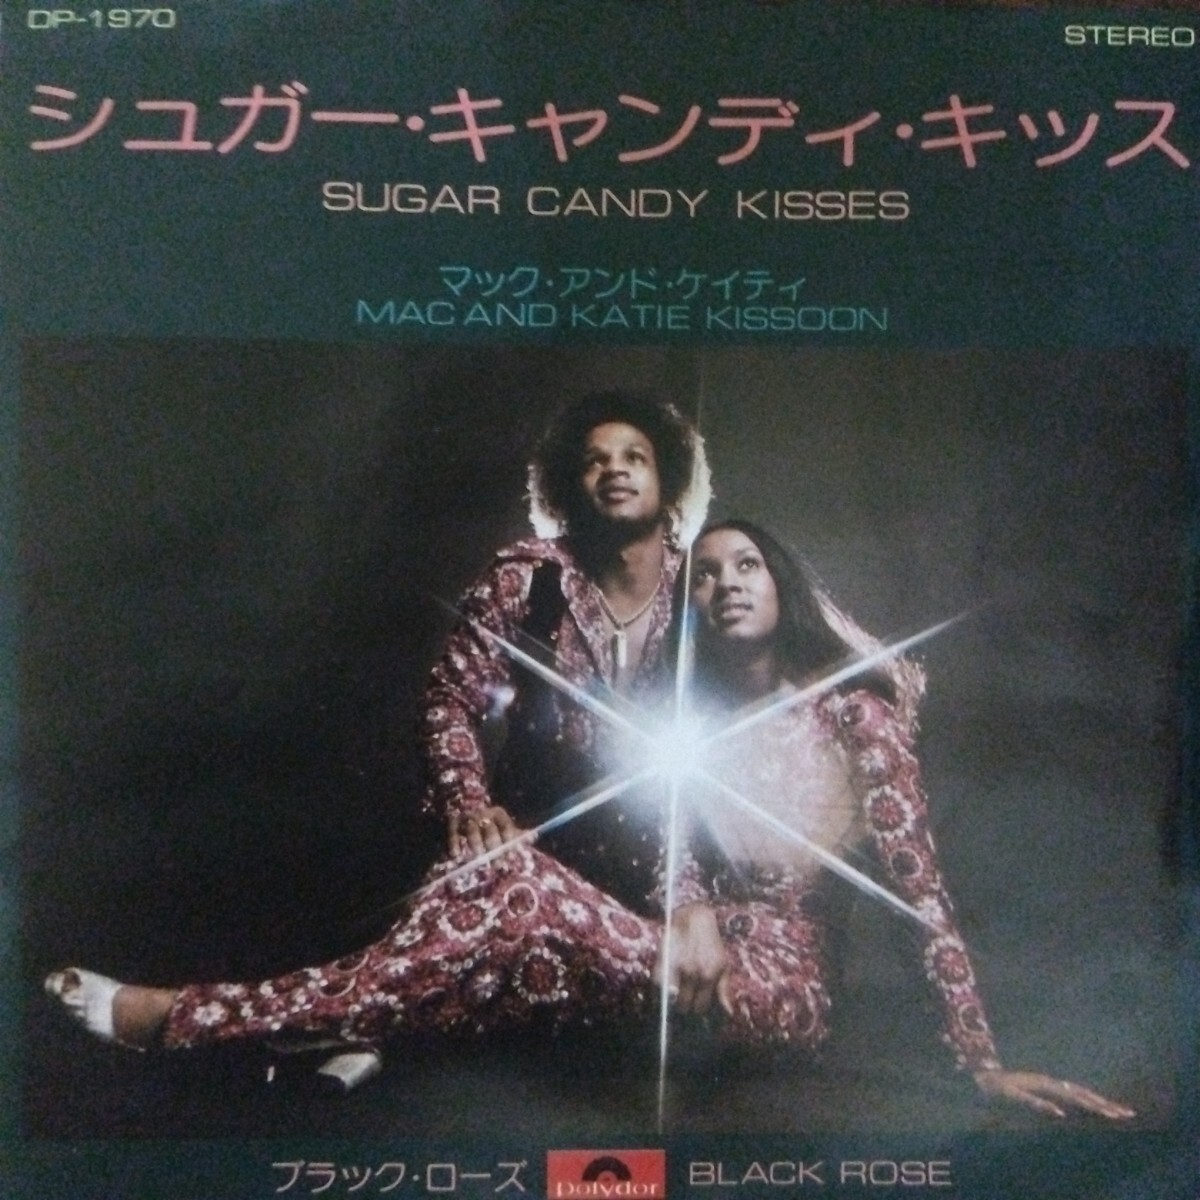 DP-1970
STEREO
シュガー・キャンディ・キッス
SUGAR CANDY KISSES
マック・アンド・ケイティ
MAC AND KATIE KISSOON
ブラック・ローズ
polydor
BLACK ROSE